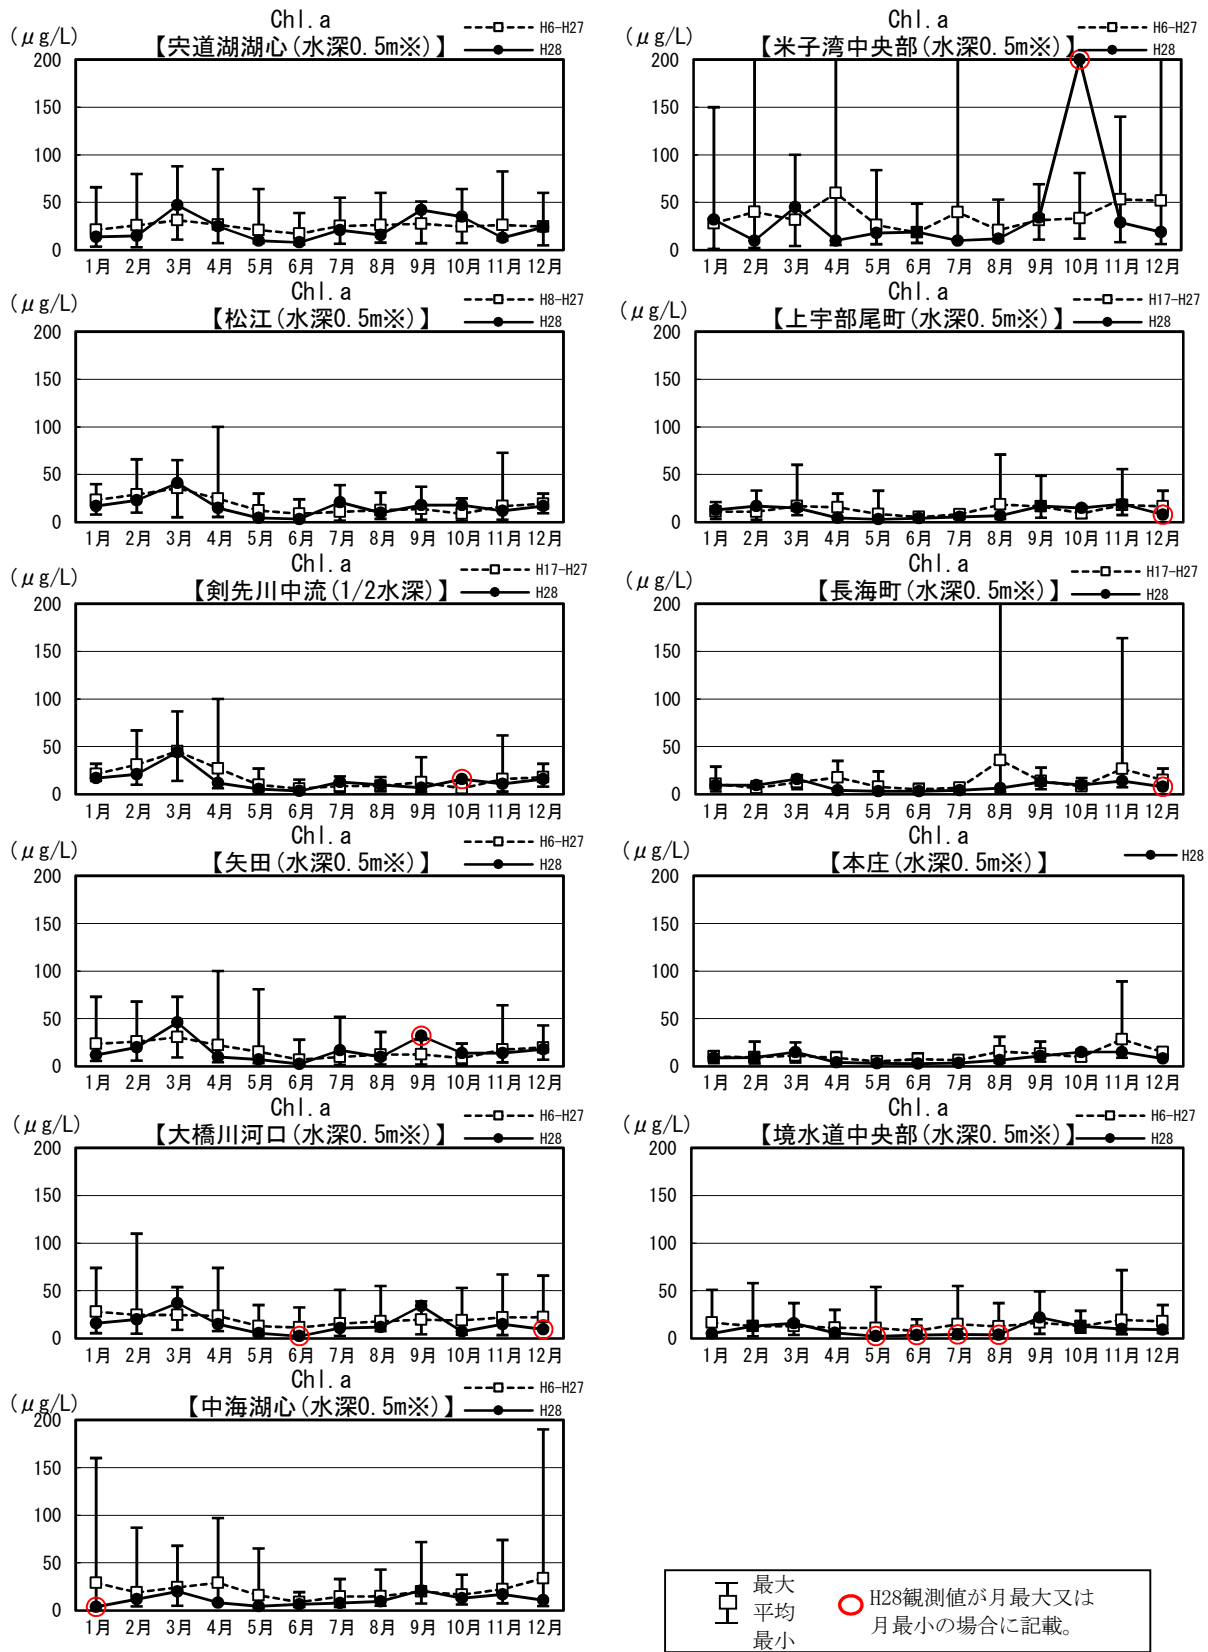 Chl.a
(μg/L)
【宍道湖湖心(水深0.5m※)】
H6-H27
H28
200
150
100
50
0
1月 2月 3月 4月 5月 6月 7月 8月 9月 10月 11月 12月
Chl.a
(μg/L)
【米子湾中央部(水深0.5m※)】
H6-H27
H28
200
150
100
50
0
1月 2月 3月 4月 5月 6月 7月 8月 9月 10月 11月 12月
Chl.a
(μg/L)
【松江(水深0.5m※)】
H8-H27
H28
200
150
100
50
0
1月 2月 3月 4月 5月 6月 7月 8月 9月 10月 11月 12月
Chl.a
(μg/L)
【上宇部尾町(水深0.5m※)】
H17-H27
H28
200
150
100
50
0
1月 2月 3月 4月 5月 6月 7月 8月 9月 10月 11月 12月
Chl.a
(μg/L)
【剣先川中流(1/2水深)】
H17-H27
H28
200
150
100
50
0
1月 2月 3月 4月 5月 6月 7月 8月 9月 10月 11月 12月
Chl.a
(μg/L)
【長海町(水深0.5m※)】
H17-H27
H28
200
150
100
50
0
1月 2月 3月 4月 5月 6月 7月 8月 9月 10月 11月 12月
Chl.a
(μg/L)
【矢田(水深0.5m※)】
H6-H27
H28
200
150
100
50
0
1月 2月 3月 4月 5月 6月 7月 8月 9月 10月 11月 12月
Chl.a
(μg/L)
【本庄(水深0.5m※)】
H28
200
150
100
50
0
1月 2月 3月 4月 5月 6月 7月 8月 9月 10月 11月 12月
Chl.a
(μg/L)
【大橋川河口(水深0.5m※)】
H6-H27
H28
200
150
100
50
0
1月 2月 3月 4月 5月 6月 7月 8月 9月 10月 11月 12月
Chl.a
(μg/L)
【境水道中央部(水深0.5m※)】
H6-H27
H28
200
150
100
50
0
1月 2月 3月 4月 5月 6月 7月 8月 9月 10月 11月 12月
Chl.a
(μg/L)
【中海湖心(水深0.5m※)】
H6-H27
H28
200
150
100
50
0
1月 2月 3月 4月 5月 6月 7月 8月 9月 10月 11月 12月
最大
平均
最小
H28観測値が月最大又は
月最小の場合に記載。